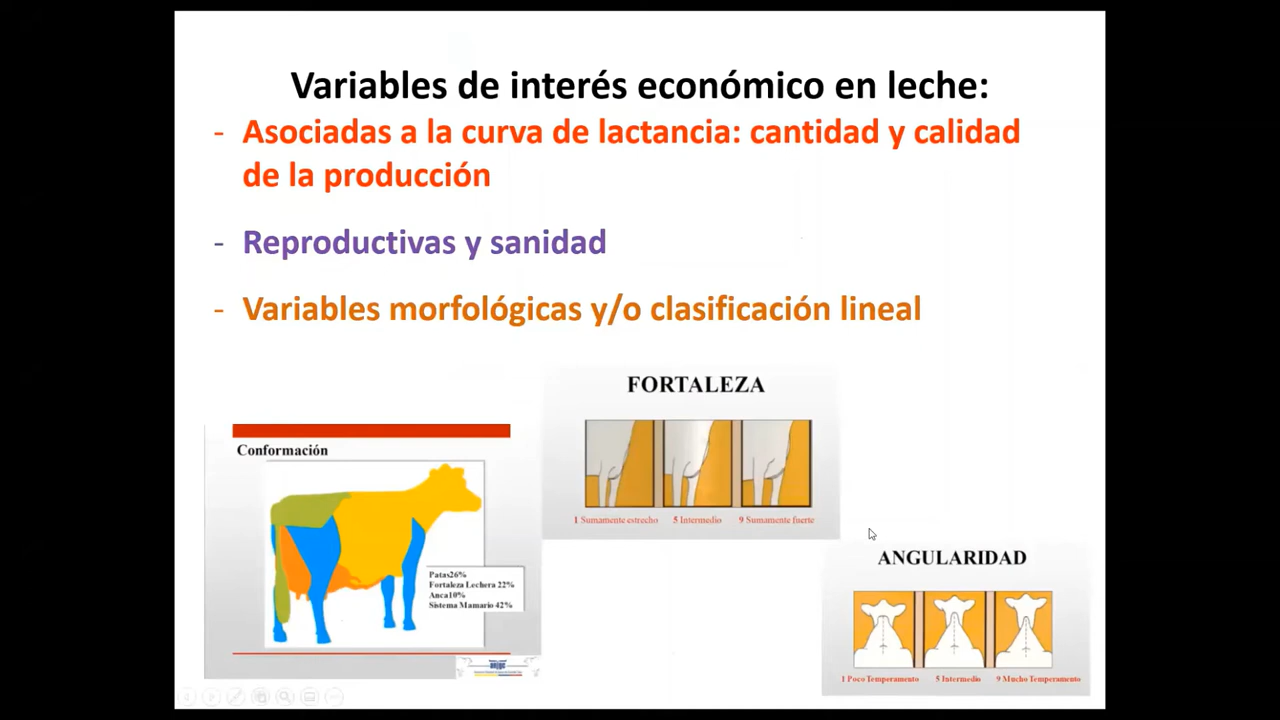 Variables de interés económico en leche:
- Asociadas a la curva de lactancia: cantidad y calidad
de la producción
- Reproductivas y sanidad
- Variables morfológicas y/o clasificación lineal
FORTALEZA
1 Sumamente estrecho 5 Intermedio 9 Sumamente fuerte
Conformación
Patas26%
Fortaleza Lechera 22%
Anca10%
Sistema Mamario 42%
ANGULARIDAD
1 Poco Temperamento 5 Intermedio 9 Mucho Temperamento